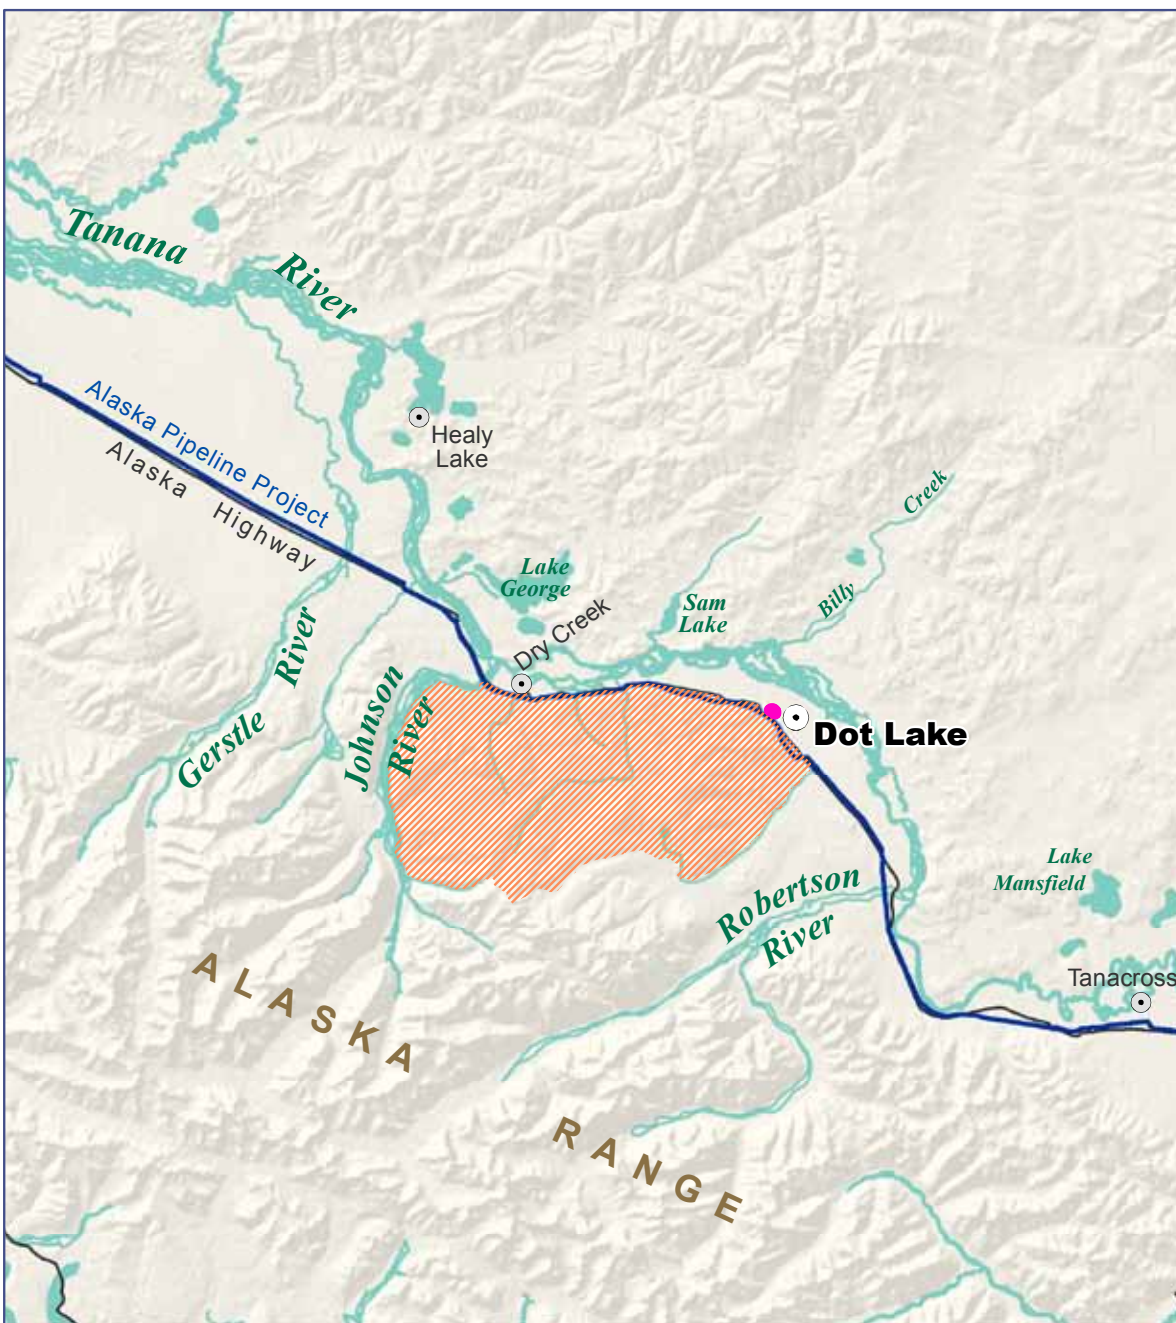 Tanana
River
Alaska Pipeline Project
Alaska Highway
Healy
Lake
Creek
Billy
Lake
George
Sam
Lake
Dry Creek
Gerstle River
Johnson
River
Dot Lake
Lake
Mansfield
Robertson
River
Tanacross
ALASKA
RANGE